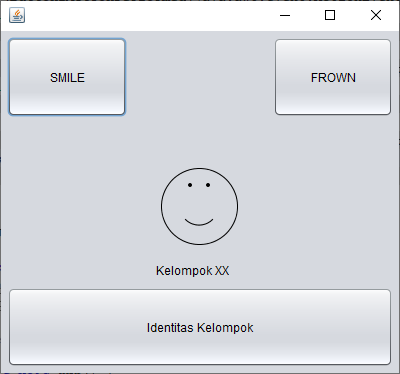 SMILE
FROWN
Kelompok XX
Identitas Kelompok